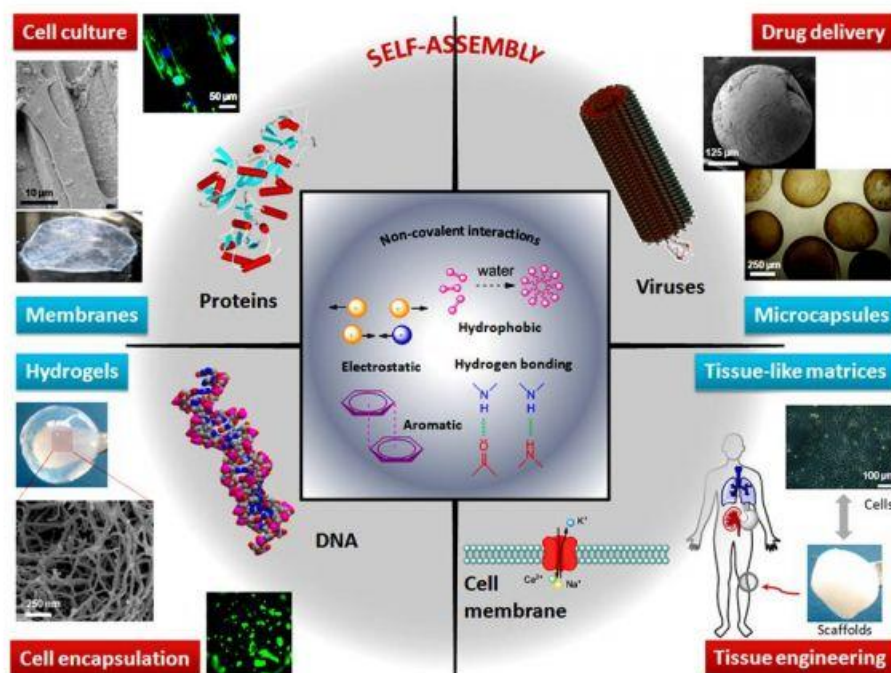 Cell culture
SELF-ASSEMBLY
Drug delivery
50 µm
10 µm
125 µm
250 µm
Proteins
Viruses
Membranes
Microcapsules
Non-covalent interactions
water
Hydrophobic
Electrostatic
Hydrogen bonding
Aromatic
N
H
N
H
O
H
N
Hydrogels
Tissue-like matrices
250 nm
DNA
100 µm
Cells
Scaffolds
K⁺
Ca²⁺
Na⁺
Cell
membrane
Cell encapsulation
Tissue engineering